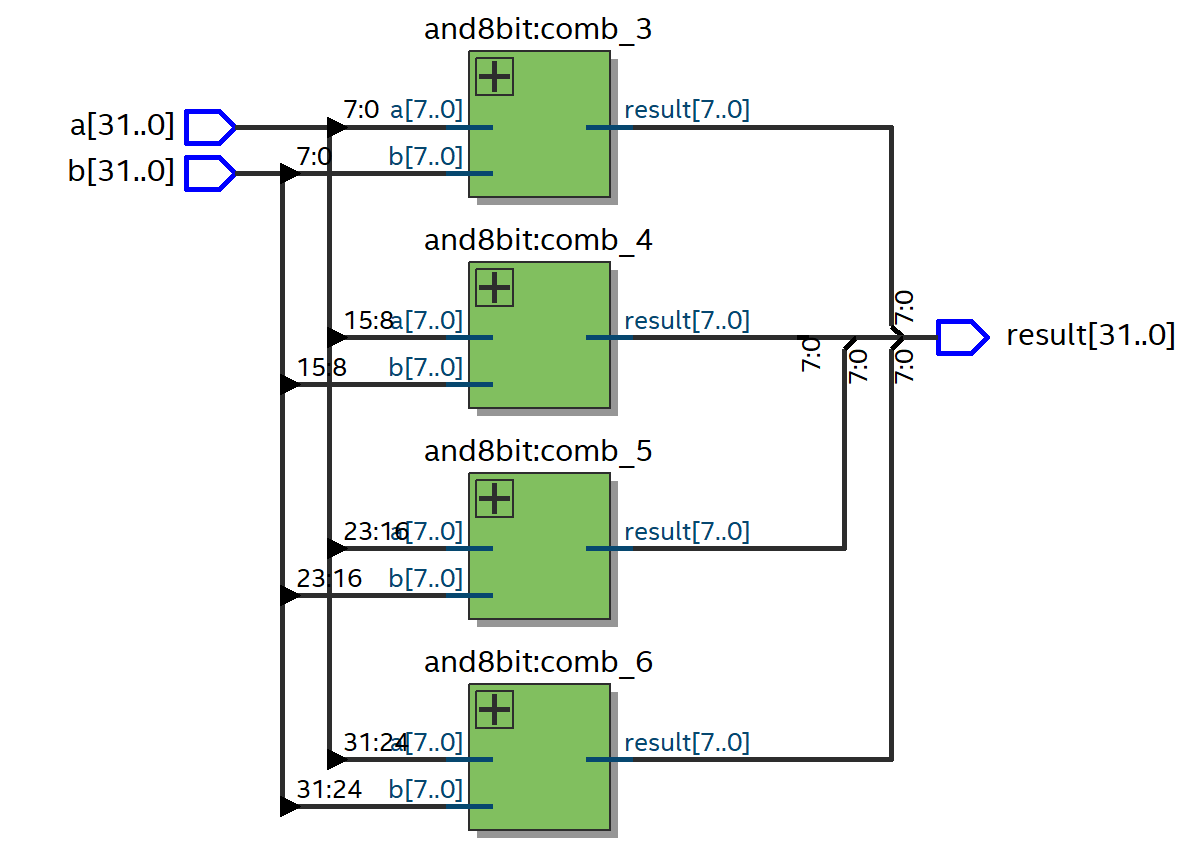 and8bit:comb_3
a[31..0] 7:0 a[7..0] result[7..0]
b[31..0] 7:0 b[7..0]
and8bit:comb_4
15:8 a[7..0] result[7..0]
7:0
result[31..0]
15:8 b[7..0]
7:0 7:0 7:0
and8bit:comb_5
23:16 a[7..0] result[7..0]
23:16 b[7..0]
and8bit:comb_6
31:24 a[7..0] result[7..0]
31:24 b[7..0]